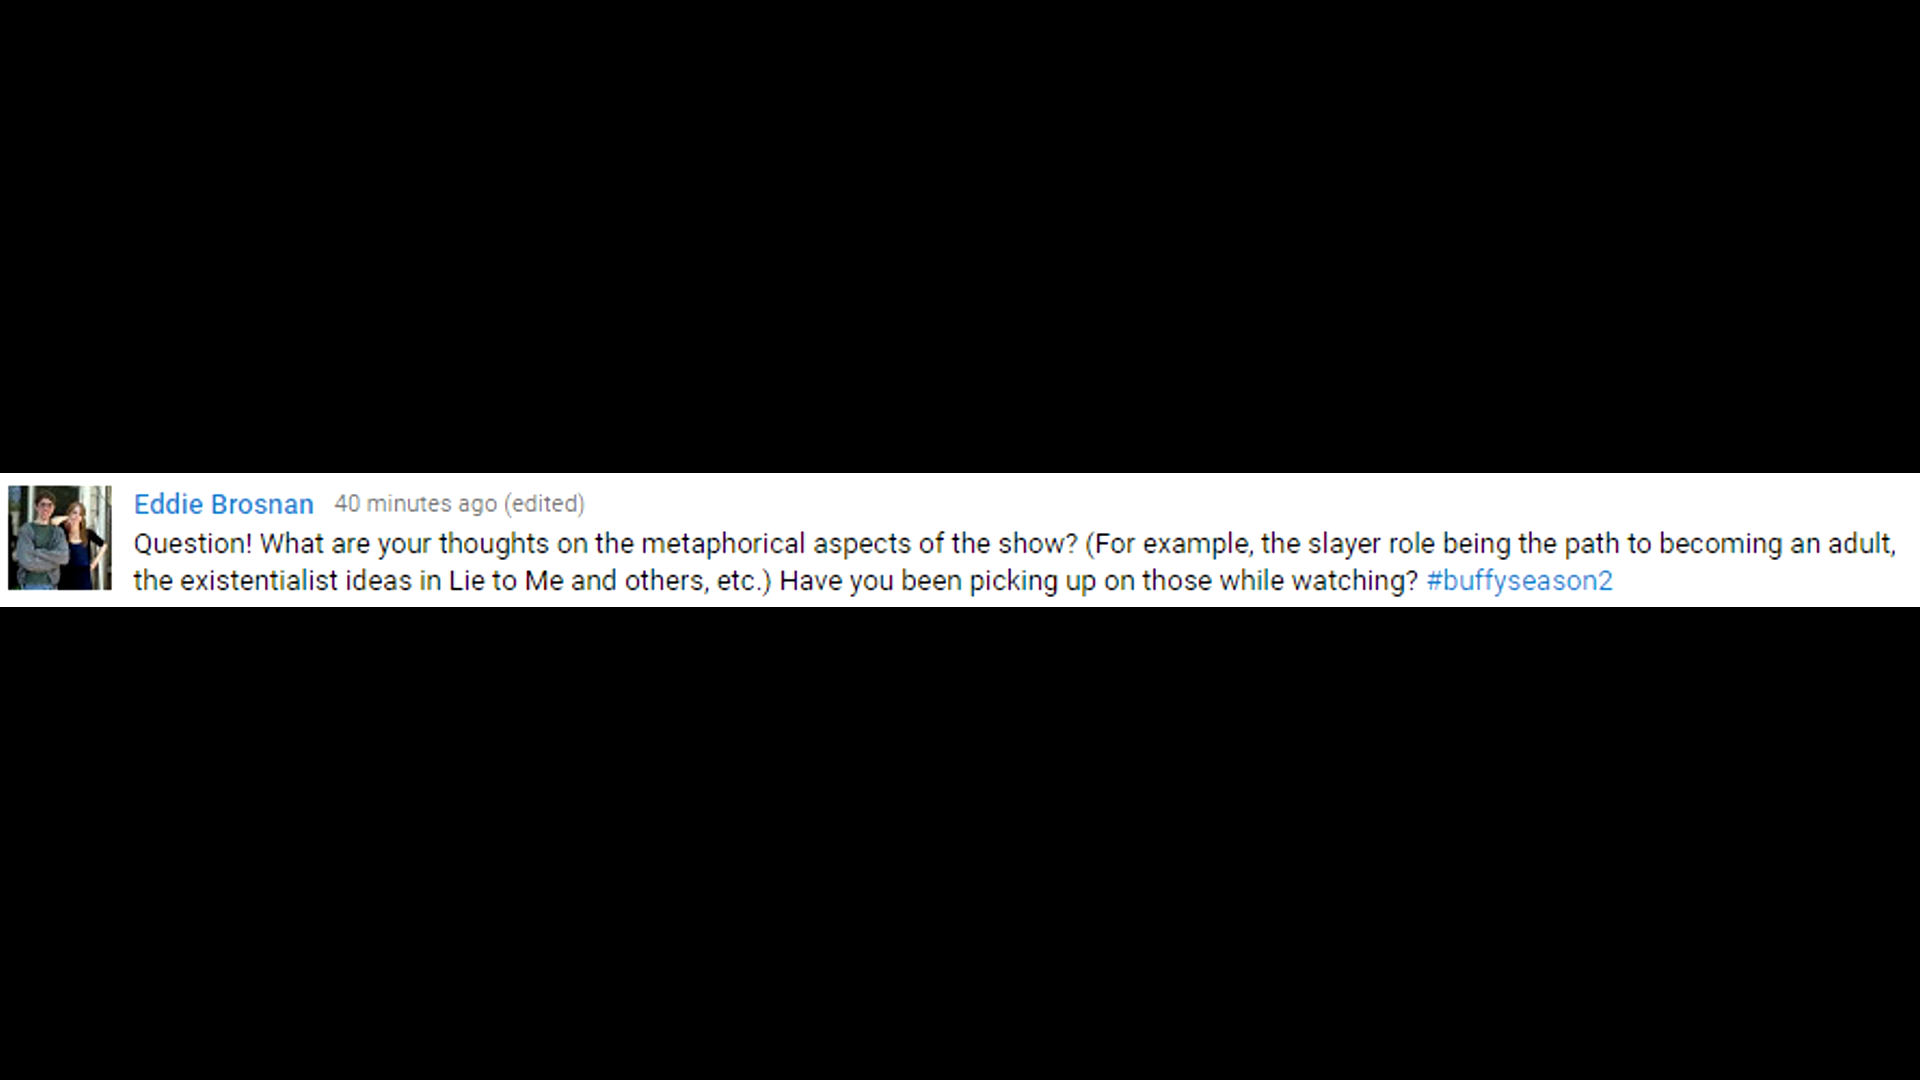 Eddie Brosnan 40 minutes ago (edited)
Question! What are your thoughts on the metaphorical aspects of the show? (For example, the slayer role being the path to becoming an adult,
the existentialist ideas in Lie to Me and others, etc.) Have you been picking up on those while watching? #buffyseason2